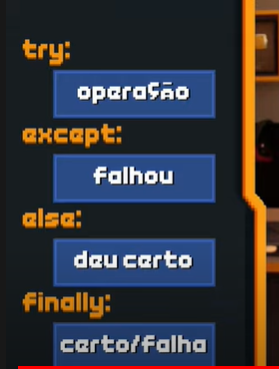 try:
operação
except:
falhou
else:
deu certo
finally:
certo/falha